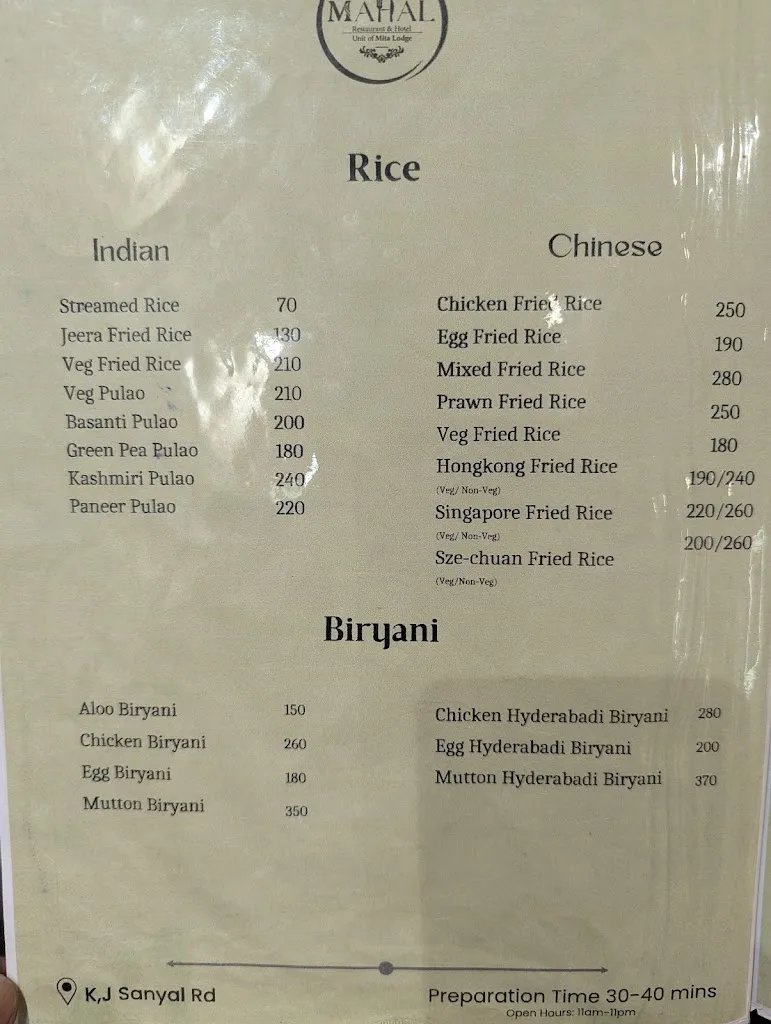 MAHAL
Restaurant & Hotel
Unit of Mita Lodge
Rice
Indian
Streamed Rice 70
Jeera Fried Rice 130
Veg Fried Rice 210
Veg Pulao 210
Basanti Pulao 200
Green Pea Pulao 180
Kashmiri Pulao 240
Paneer Pulao 220
Chinese
Chicken Fried Rice 250
Egg Fried Rice 190
Mixed Fried Rice 280
Prawn Fried Rice 250
Veg Fried Rice 180
Hongkong Fried Rice 190/240
(Veg/ Non-Veg)
Singapore Fried Rice 220/260
(Veg/ Non-Veg)
Sze-chuan Fried Rice 200/260
(Veg/Non-Veg)
Biryani
Aloo Biryani 150
Chicken Biryani 260
Egg Biryani 180
Mutton Biryani 350
Chicken Hyderabadi Biryani 280
Egg Hyderabadi Biryani 200
Mutton Hyderabadi Biryani 370
K,J Sanyal Rd
Preparation Time 30-40 mins
Open Hours: 11am-11pm